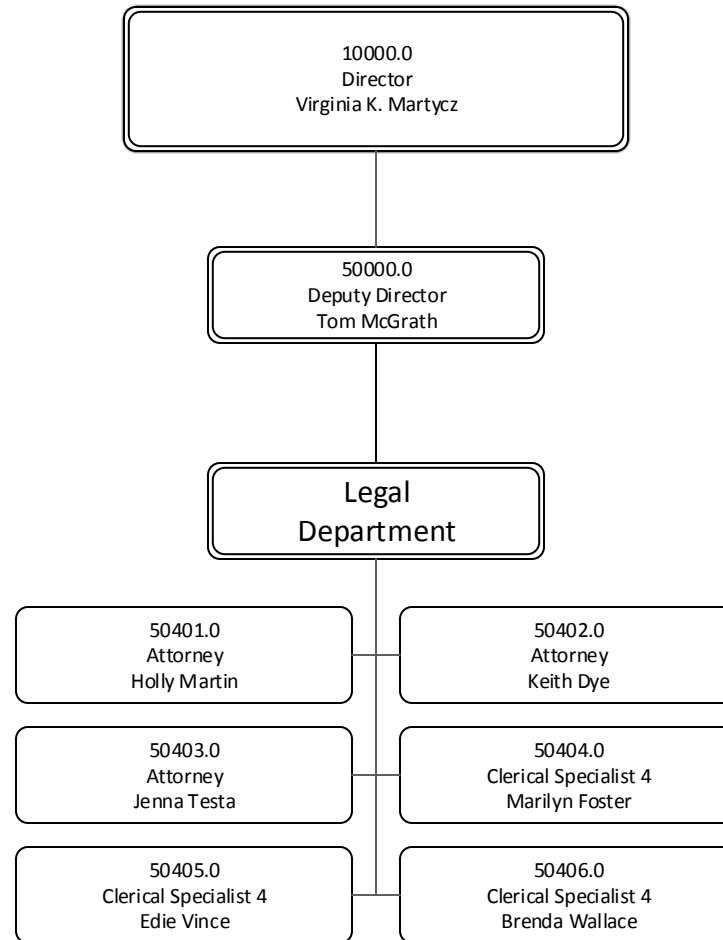 10000.0
Director
Virginia K. Martycz
50000.0
Deputy Director
Tom McGrath
Legal
Department
50401.0
Attorney
Holly Martin
50402.0
Attorney
Keith Dye
50403.0
Attorney
Jenna Testa
50404.0
Clerical Specialist 4
Marilyn Foster
50405.0
Clerical Specialist 4
Edie Vince
50406.0
Clerical Specialist 4
Brenda Wallace